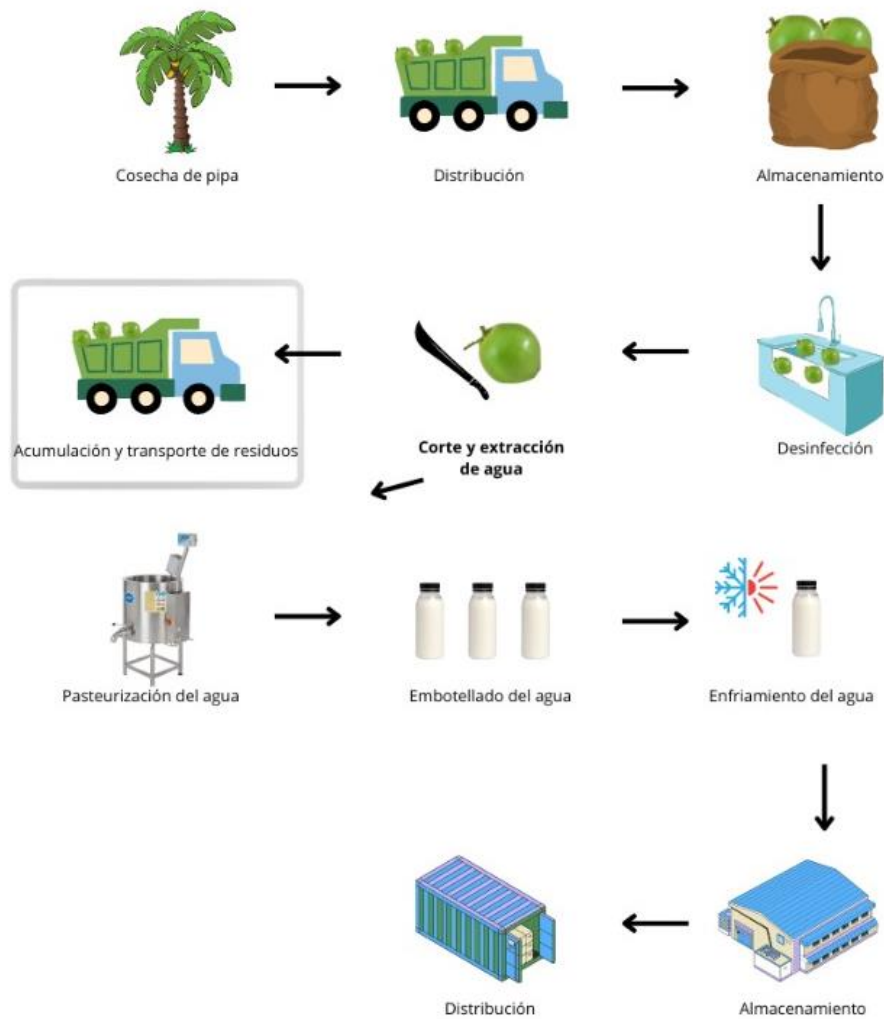 Cosecha de pipa
Distribución
Almacenamiento
Acumulación y transporte de residuos
Corte y extracción
de agua
Desinfección
Pasteurización del agua
Embotellado del agua
Enfriamiento del agua
Distribución
Almacenamiento